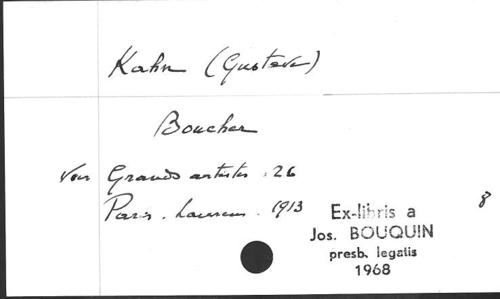 Kahn (Gustave)
Boucher
Voir Grands artistes : 26
Paris. Laurens. 1913
8
Ex-libris a
Jos. BOUQUIN
presb. legatis
1968